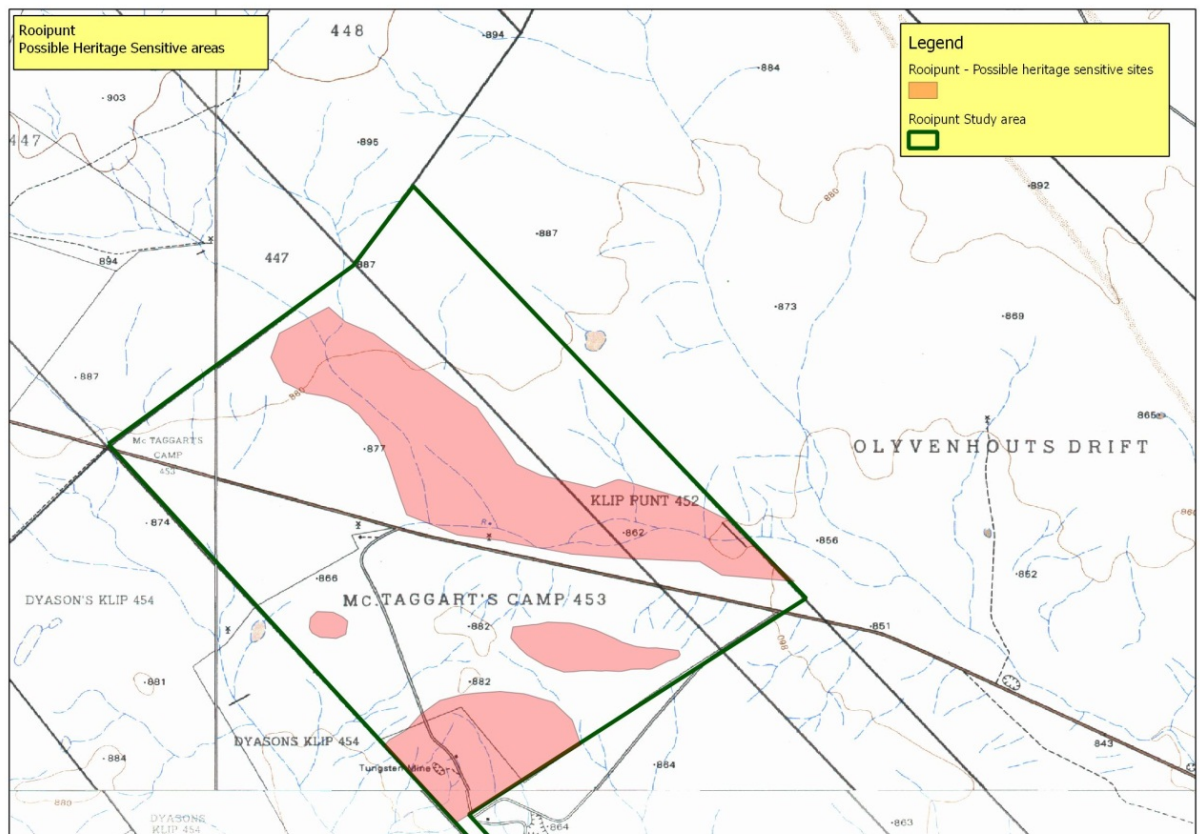 Rooipunt
Possible Heritage Sensitive areas
Legend
Rooipunt - Possible heritage sensitive sites
Rooipunt Study area
448
894
884
903
447
895
892
880
887
447
894
887
873
869
887
880
865
Mc TAGGART'S
CAMP
453
877
OLYVENHOUTS DRIFT
KLIP PUNT 452
874
R
862
856
866
852
DYASON'S KLIP 454
Mc. TAGGART'S CAMP 453
882
851
860
881
882
DYASONS KLIP 454
884
Tungsten Mine
884
843
880
DYASONS
KLIP 454
864
863